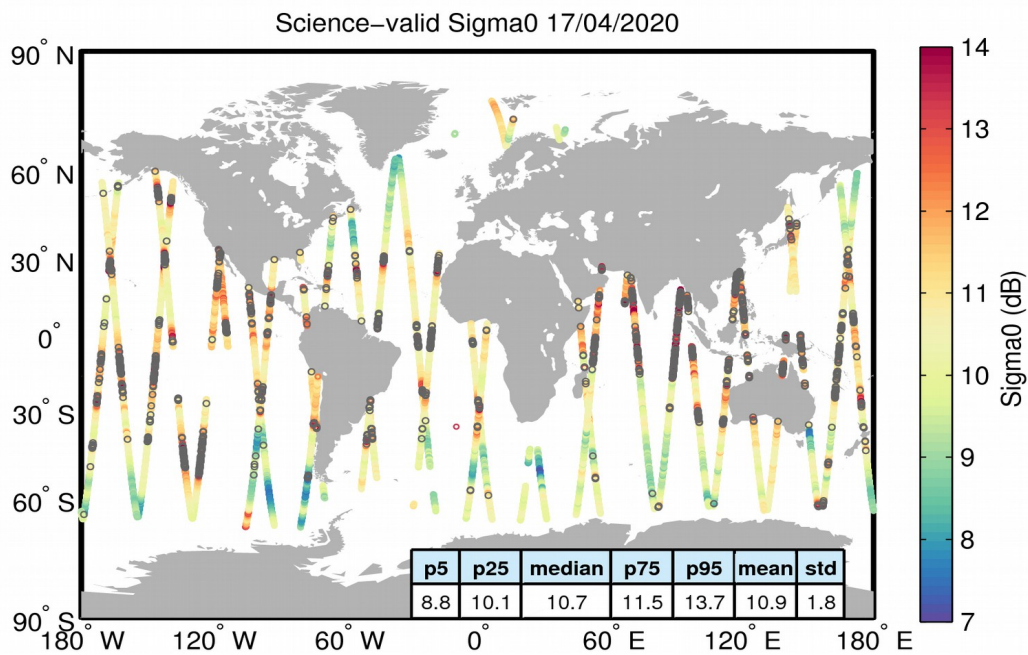 Science−valid Sigma0 17/04/2020
90° N
60° N
30° N
0°
30° S
60° S
90° S
180° W
120° W
60° W
0°
60° E
120° E
180° E
14
13
12
11
10
9
8
7
Sigma0 (dB)
p5 p25 median p75 p95 mean std
8.8 10.1 10.7 11.5 13.7 10.9 1.8